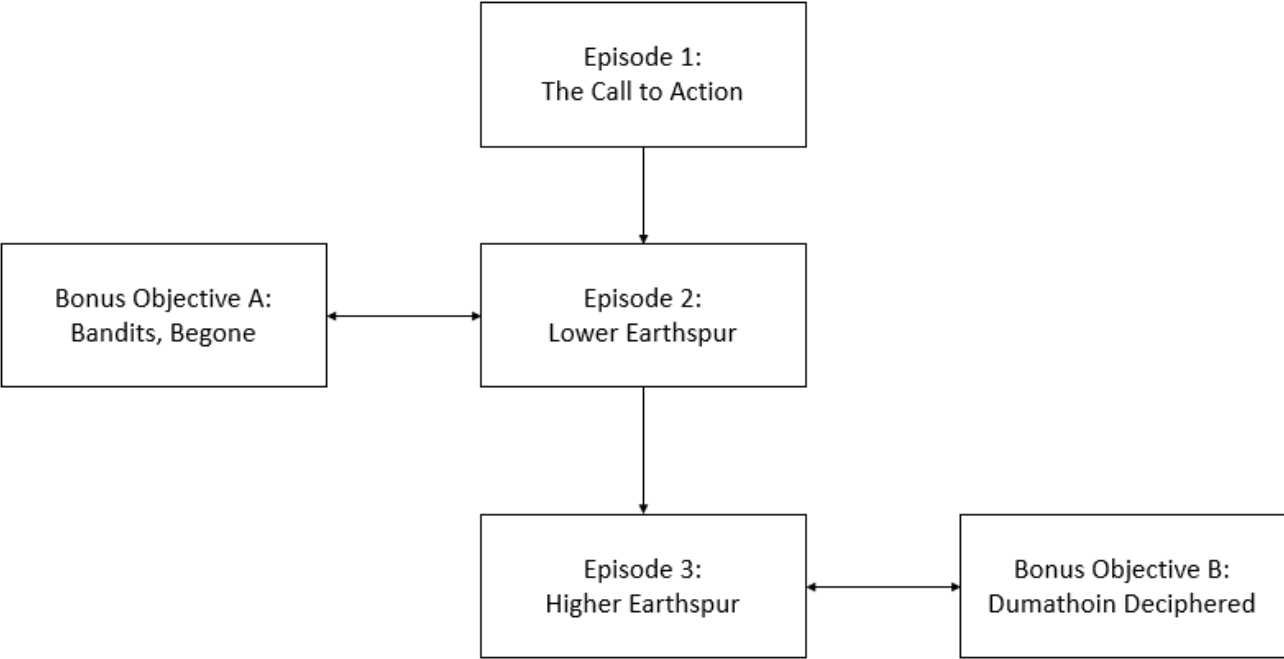 Episode 1:
The Call to Action
Bonus Objective A:
Bandits, Begone
Episode 2:
Lower Earthspur
Episode 3:
Higher Earthspur
Bonus Objective B:
Dumathoin Deciphered